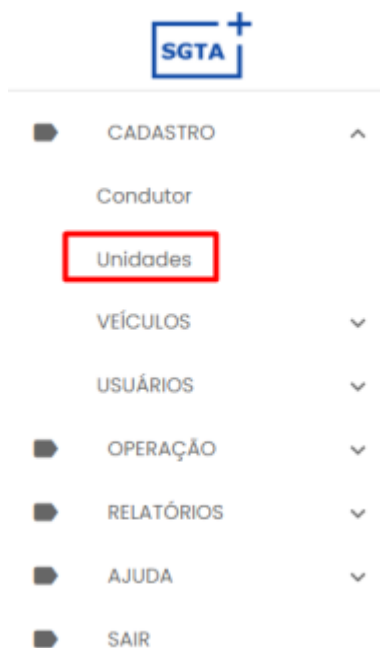 SGTA
CADASTRO
Condutor
Unidades
VEÍCULOS
USUÁRIOS
OPERAÇÃO
RELATÓRIOS
AJUDA
SAIR